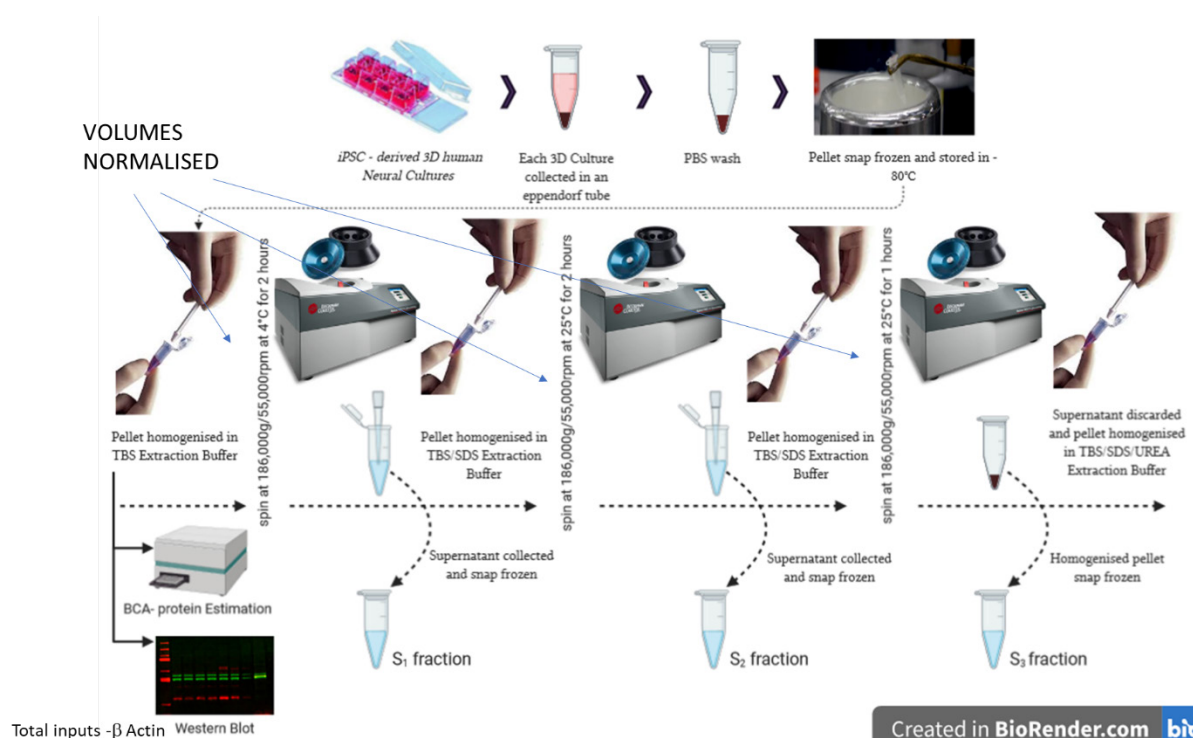 VOLUMES
NORMALISED
iPSC - derived 3D human
Neural Cultures
Each 3D Culture
collected in an
eppendorf tube
PBS wash
Pellet snap frozen and stored in -
80°C
Pellet homogenised in
TBS Extraction Buffer
spin at 186,000g/55,000rpm at 4°C for 2 hours
Pellet homogenised in
TBS/SDS Extraction
Buffer
spin at 186,000g/55,000rpm at 25°C for 2 hours
Pellet homogenised in
TBS/SDS Extraction
Buffer
spin at 186,000g/55,000rpm at 25°C for 1 hours
Supernatant discarded
and pellet homogenised
in TBS/SDS/UREA
Extraction Buffer
BCA- protein Estimation
Supernatant collected
and snap frozen
Supernatant collected
and snap frozen
Homogenised pellet
snap frozen
S₁ fraction
S₂ fraction
S₃ fraction
Total inputs -β Actin
Western Blot
Created in BioRender.com